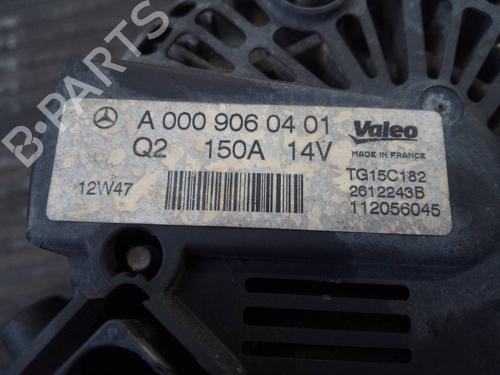 A 000 906 04 01
Valeo
Q2 150A 14V
MADE IN FRANCE
12W47
TG15C182
2612243B
112056045
B-PARTS